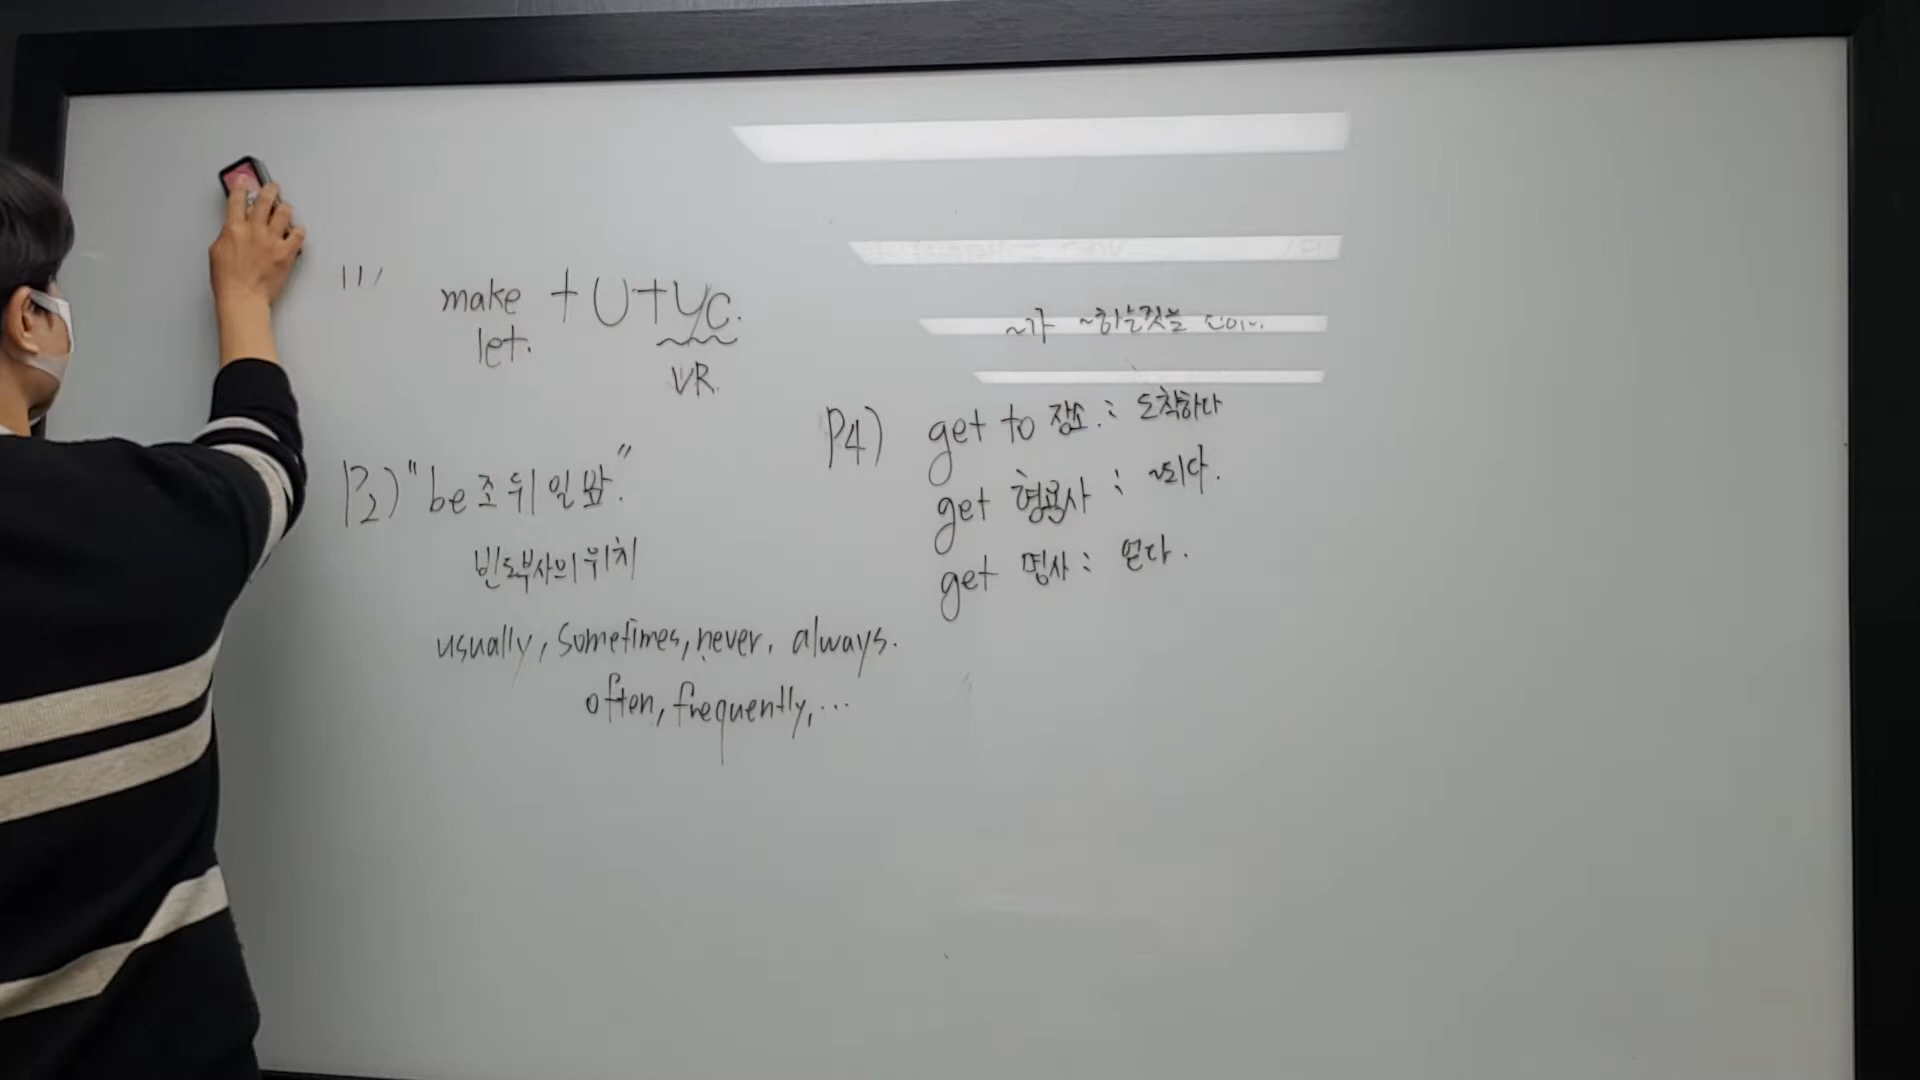 make + U + yc.
let.
VR.
P2) "be조 뒤 일 앞."
빈도부사의 위치
usually, sometimes, never, always.
often, frequently, ...
~가 ~하는것을
P4) get to 장소 : 도착하다
get 형용사 : ~되다.
get 명사 : 얻다.